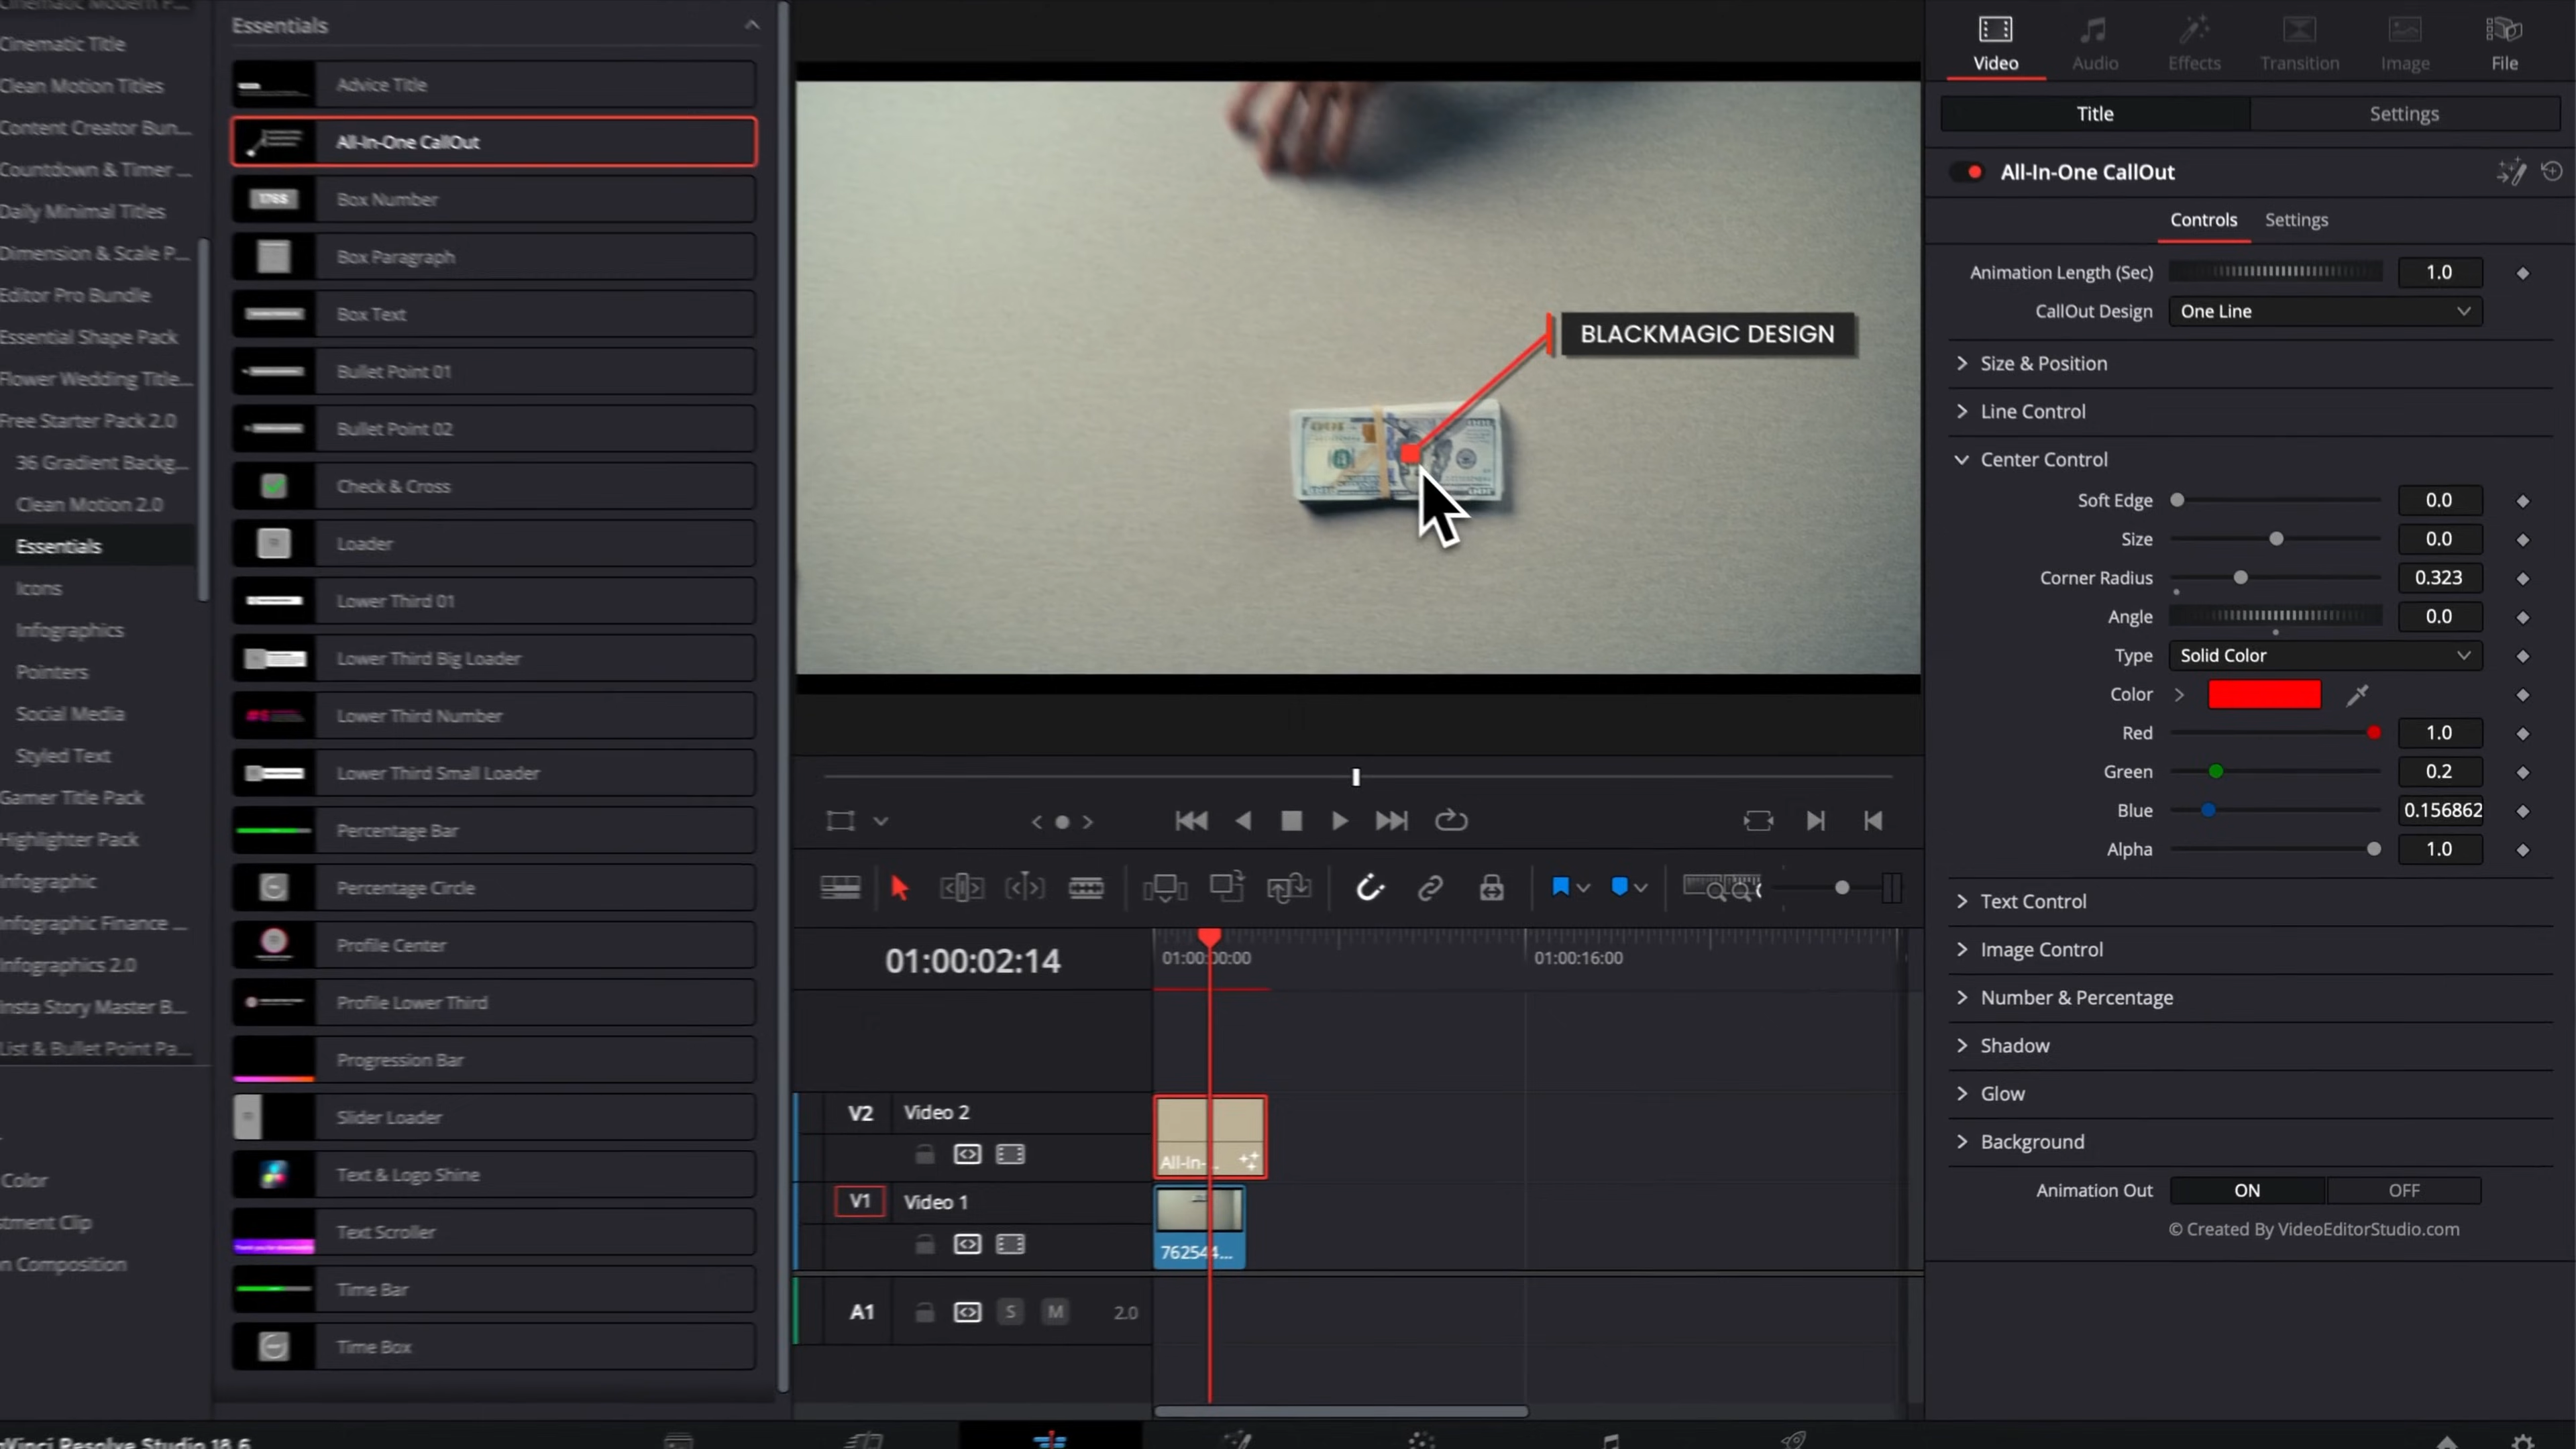 Cinematic Title
Clean Motion Titles
Content Creator Bun...
Countdown & Timer ...
Daily Minimal Titles
Dimension & Scale P...
Editor Pro Bundle
Essential Shape Pack
Flower Wedding Title...
Free Starter Pack 2.0
36 Gradient Backg...
Clean Motion 2.0
Essentials
Icons
Infographics
Pointers
Social Media
Styled Text
Gamer Title Pack
Highlighter Pack
Infographic
Infographic Finance ...
Infographics 2.0
Insta Story Master B...
List & Bullet Point Pa...
Color
stment Clip
n Composition
Essentials
Advice Title
All-In-One CallOut
Box Number
Box Paragraph
Box Text
Bullet Point 01
Bullet Point 02
Check & Cross
Loader
Lower Third 01
Lower Third Big Loader
Lower Third Number
Lower Third Small Loader
Percentage Bar
Percentage Circle
Profile Center
Profile Lower Third
Progression Bar
Slider Loader
Text & Logo Shine
Text Scroller
Time Bar
Time Box
BLACKMAGIC DESIGN
01:00:02:14
01:00:00:00
01:00:16:00
V2 Video 2
All-In-...
V1 Video 1
762544...
A1 S M 2.0
Video Audio Effects Transition Image File
Title Settings
All-In-One CallOut
Controls Settings
Animation Length (Sec) 1.0
CallOut Design One Line
Size & Position
Line Control
Center Control
Soft Edge 0.0
Size 0.0
Corner Radius 0.323
Angle 0.0
Type Solid Color
Color
Red 1.0
Green 0.2
Blue 0.156862
Alpha 1.0
Text Control
Image Control
Number & Percentage
Shadow
Glow
Background
Animation Out ON OFF
© Created By VideoEditorStudio.com